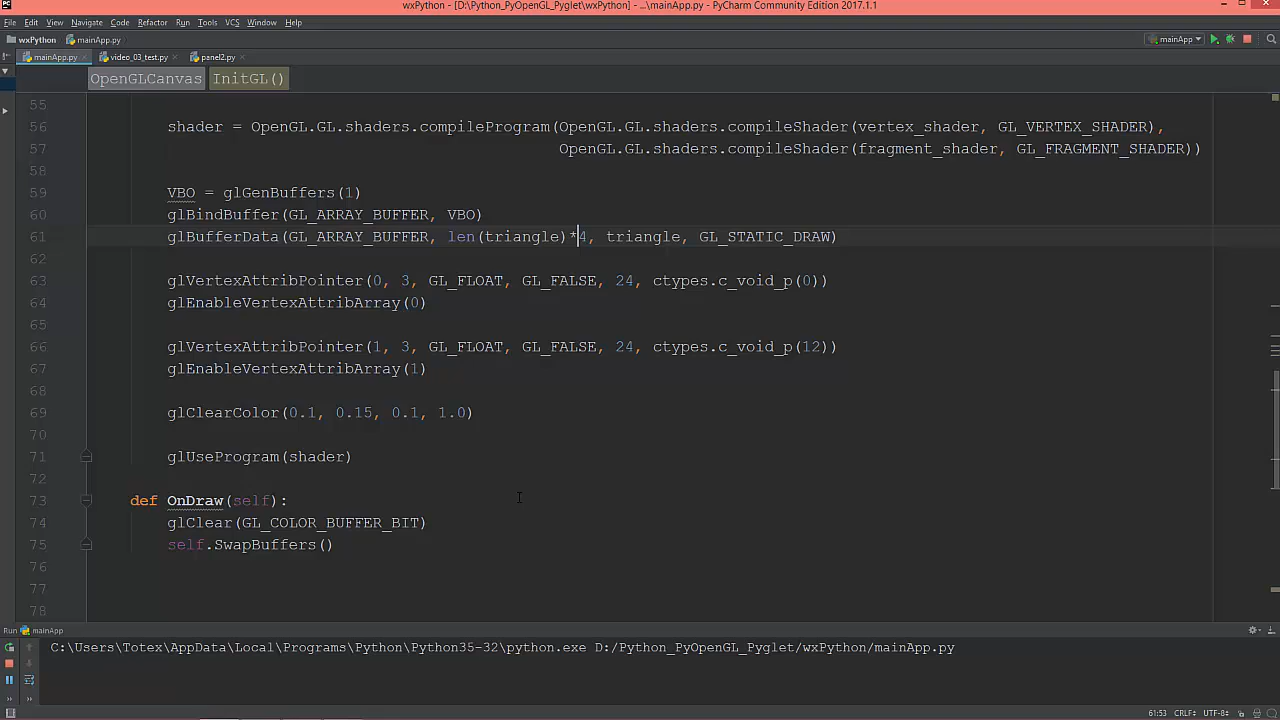 wxPython - [D:\Python_PyOpenGL_Pyglet\wxPython] - ...\mainApp.py - PyCharm Community Edition 2017.1.1
File Edit View Navigate Code Refactor Run Tools VCS Window Help
wxPython mainApp.py mainApp
mainApp.py video_03_test.py panel2.py
OpenGLCanvas InitGL()
55
56 shader = OpenGL.GL.shaders.compileProgram(OpenGL.GL.shaders.compileShader(vertex_shader, GL_VERTEX_SHADER),
57 OpenGL.GL.shaders.compileShader(fragment_shader, GL_FRAGMENT_SHADER))
58
59 VBO = glGenBuffers(1)
60 glBindBuffer(GL_ARRAY_BUFFER, VBO)
61 glBufferData(GL_ARRAY_BUFFER, len(triangle)*4, triangle, GL_STATIC_DRAW)
62
63 glVertexAttribPointer(0, 3, GL_FLOAT, GL_FALSE, 24, ctypes.c_void_p(0))
64 glEnableVertexAttribArray(0)
65
66 glVertexAttribPointer(1, 3, GL_FLOAT, GL_FALSE, 24, ctypes.c_void_p(12))
67 glEnableVertexAttribArray(1)
68
69 glClearColor(0.1, 0.15, 0.1, 1.0)
70
71 glUseProgram(shader)
72
73 def OnDraw(self):
74 glClear(GL_COLOR_BUFFER_BIT)
75 self.SwapBuffers()
76
77
78
Run mainApp
C:\Users\Totex\AppData\Local\Programs\Python\Python35-32\python.exe D:/Python_PyOpenGL_Pyglet/wxPython/mainApp.py
61:53 CRLF÷ UTF-8÷